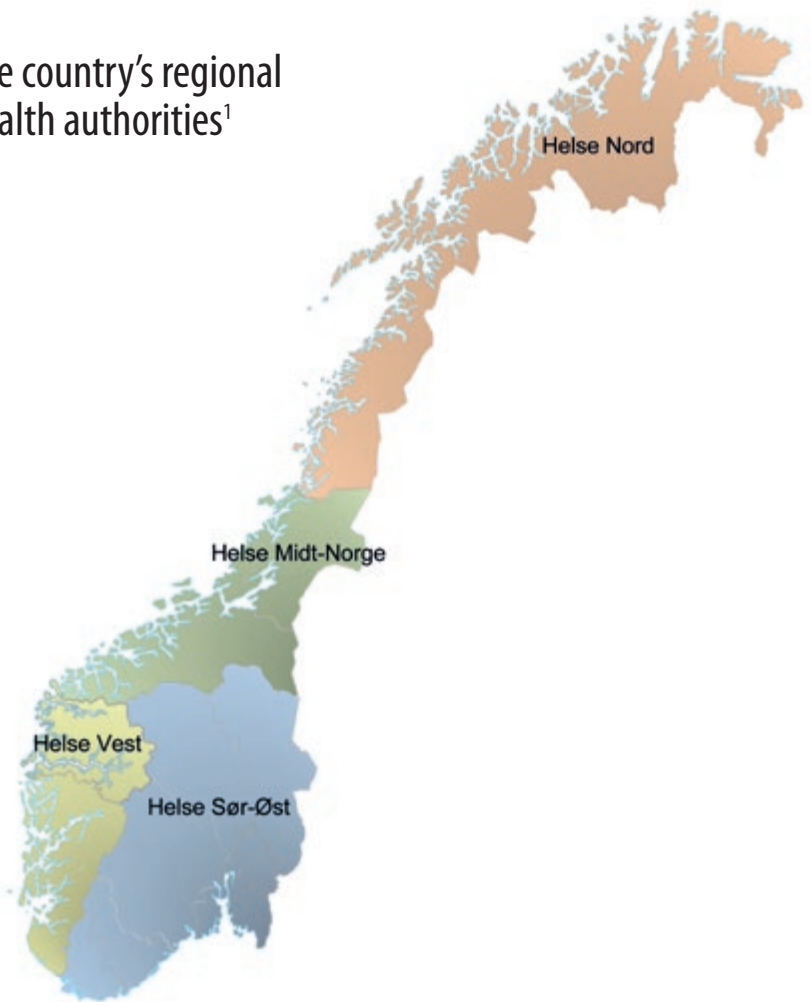 e country's regional
alth authorities¹
Helse Nord
Helse Midt-Norge
Helse Vest
Helse Sør-Øst